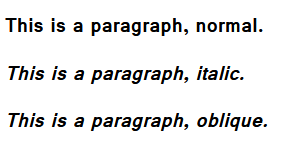 This is a paragraph, normal.
This is a paragraph, italic.
This is a paragraph, oblique.